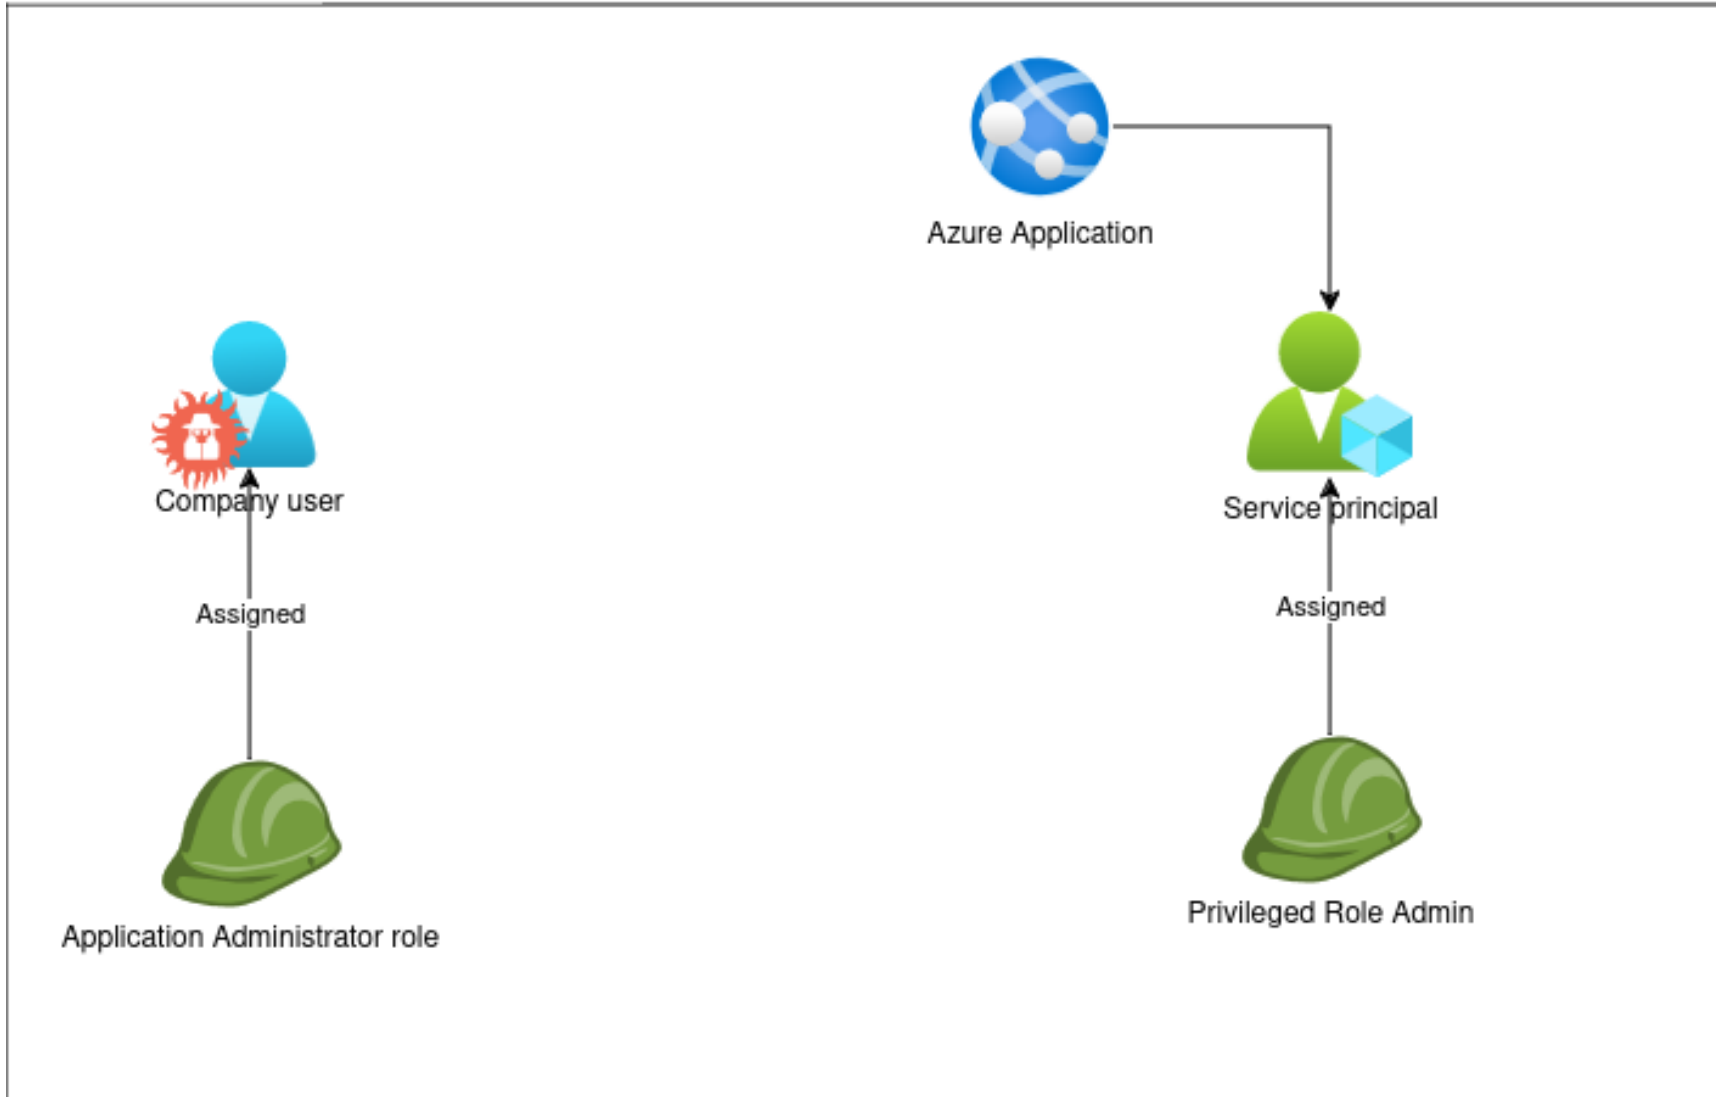 Azure Application
Company user
Service principal
Assigned
Assigned
Application Administrator role
Privileged Role Admin